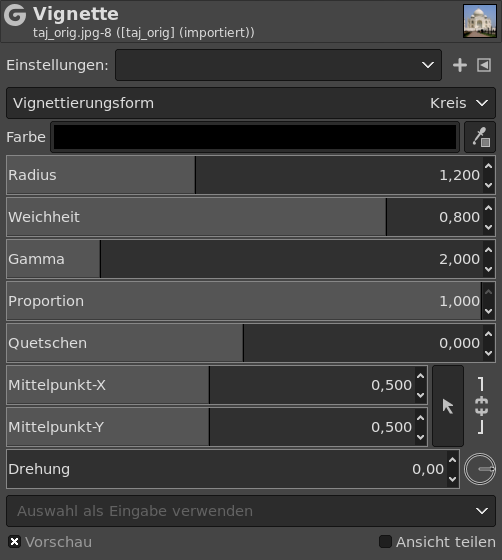 Vignette
taj_orig.jpg-8 ([taj_orig] (importiert))
Einstellungen:
Vignettierungsform Kreis
Farbe
Radius 1,200
Weichheit 0,800
Gamma 2,000
Proportion 1,000
Quetschen 0,000
Mittelpunkt-X 0,500
Mittelpunkt-Y 0,500
Drehung 0,00
Auswahl als Eingabe verwenden
Vorschau Ansicht teilen